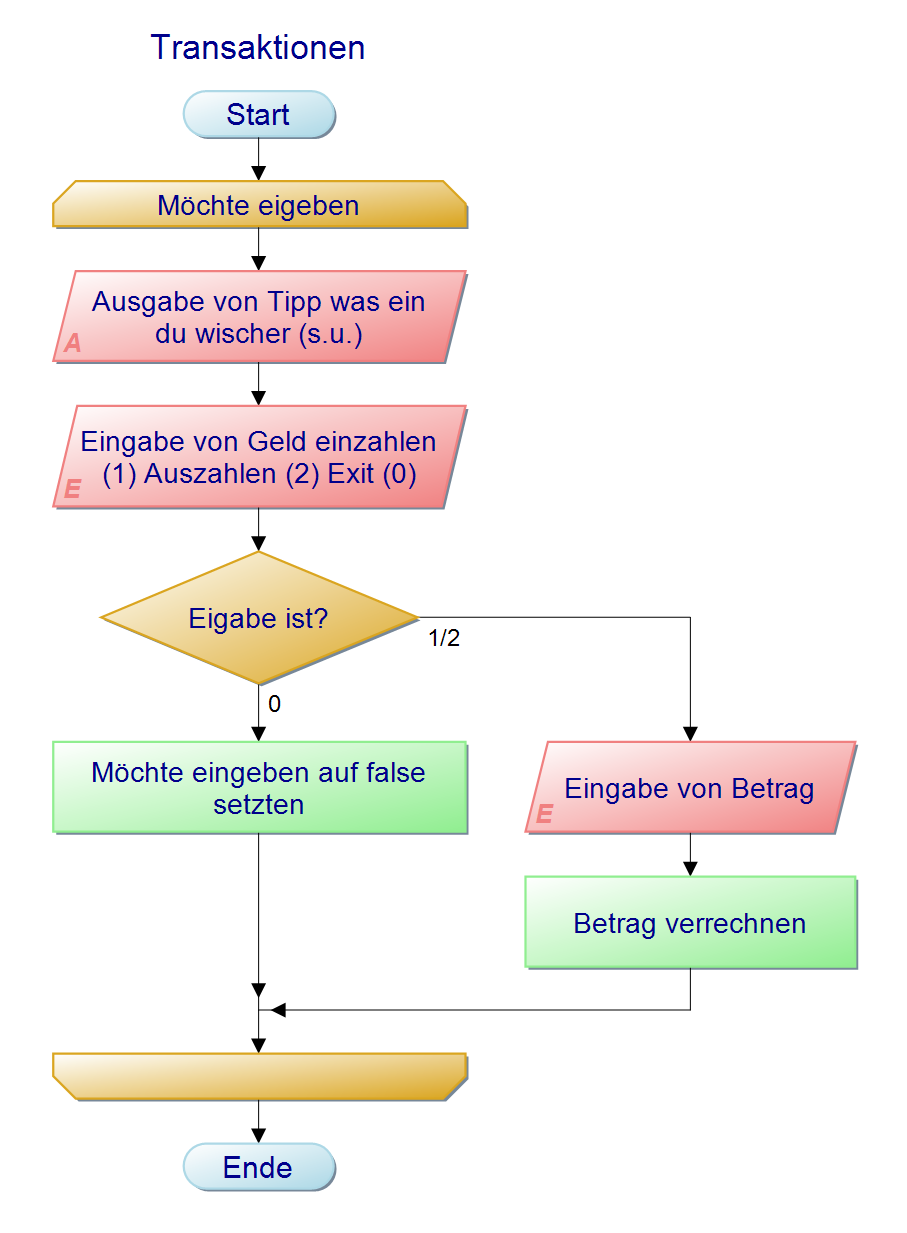 Transaktionen
Start
Möchte eigeben
Ausgabe von Tipp was ein
du wischer (s.u.)
A
Eingabe von Geld einzahlen
(1) Auszahlen (2) Exit (0)
E
Eigabe ist?
1/2
0
Möchte eingeben auf false
setzten
Eingabe von Betrag
E
Betrag verrechnen
Ende